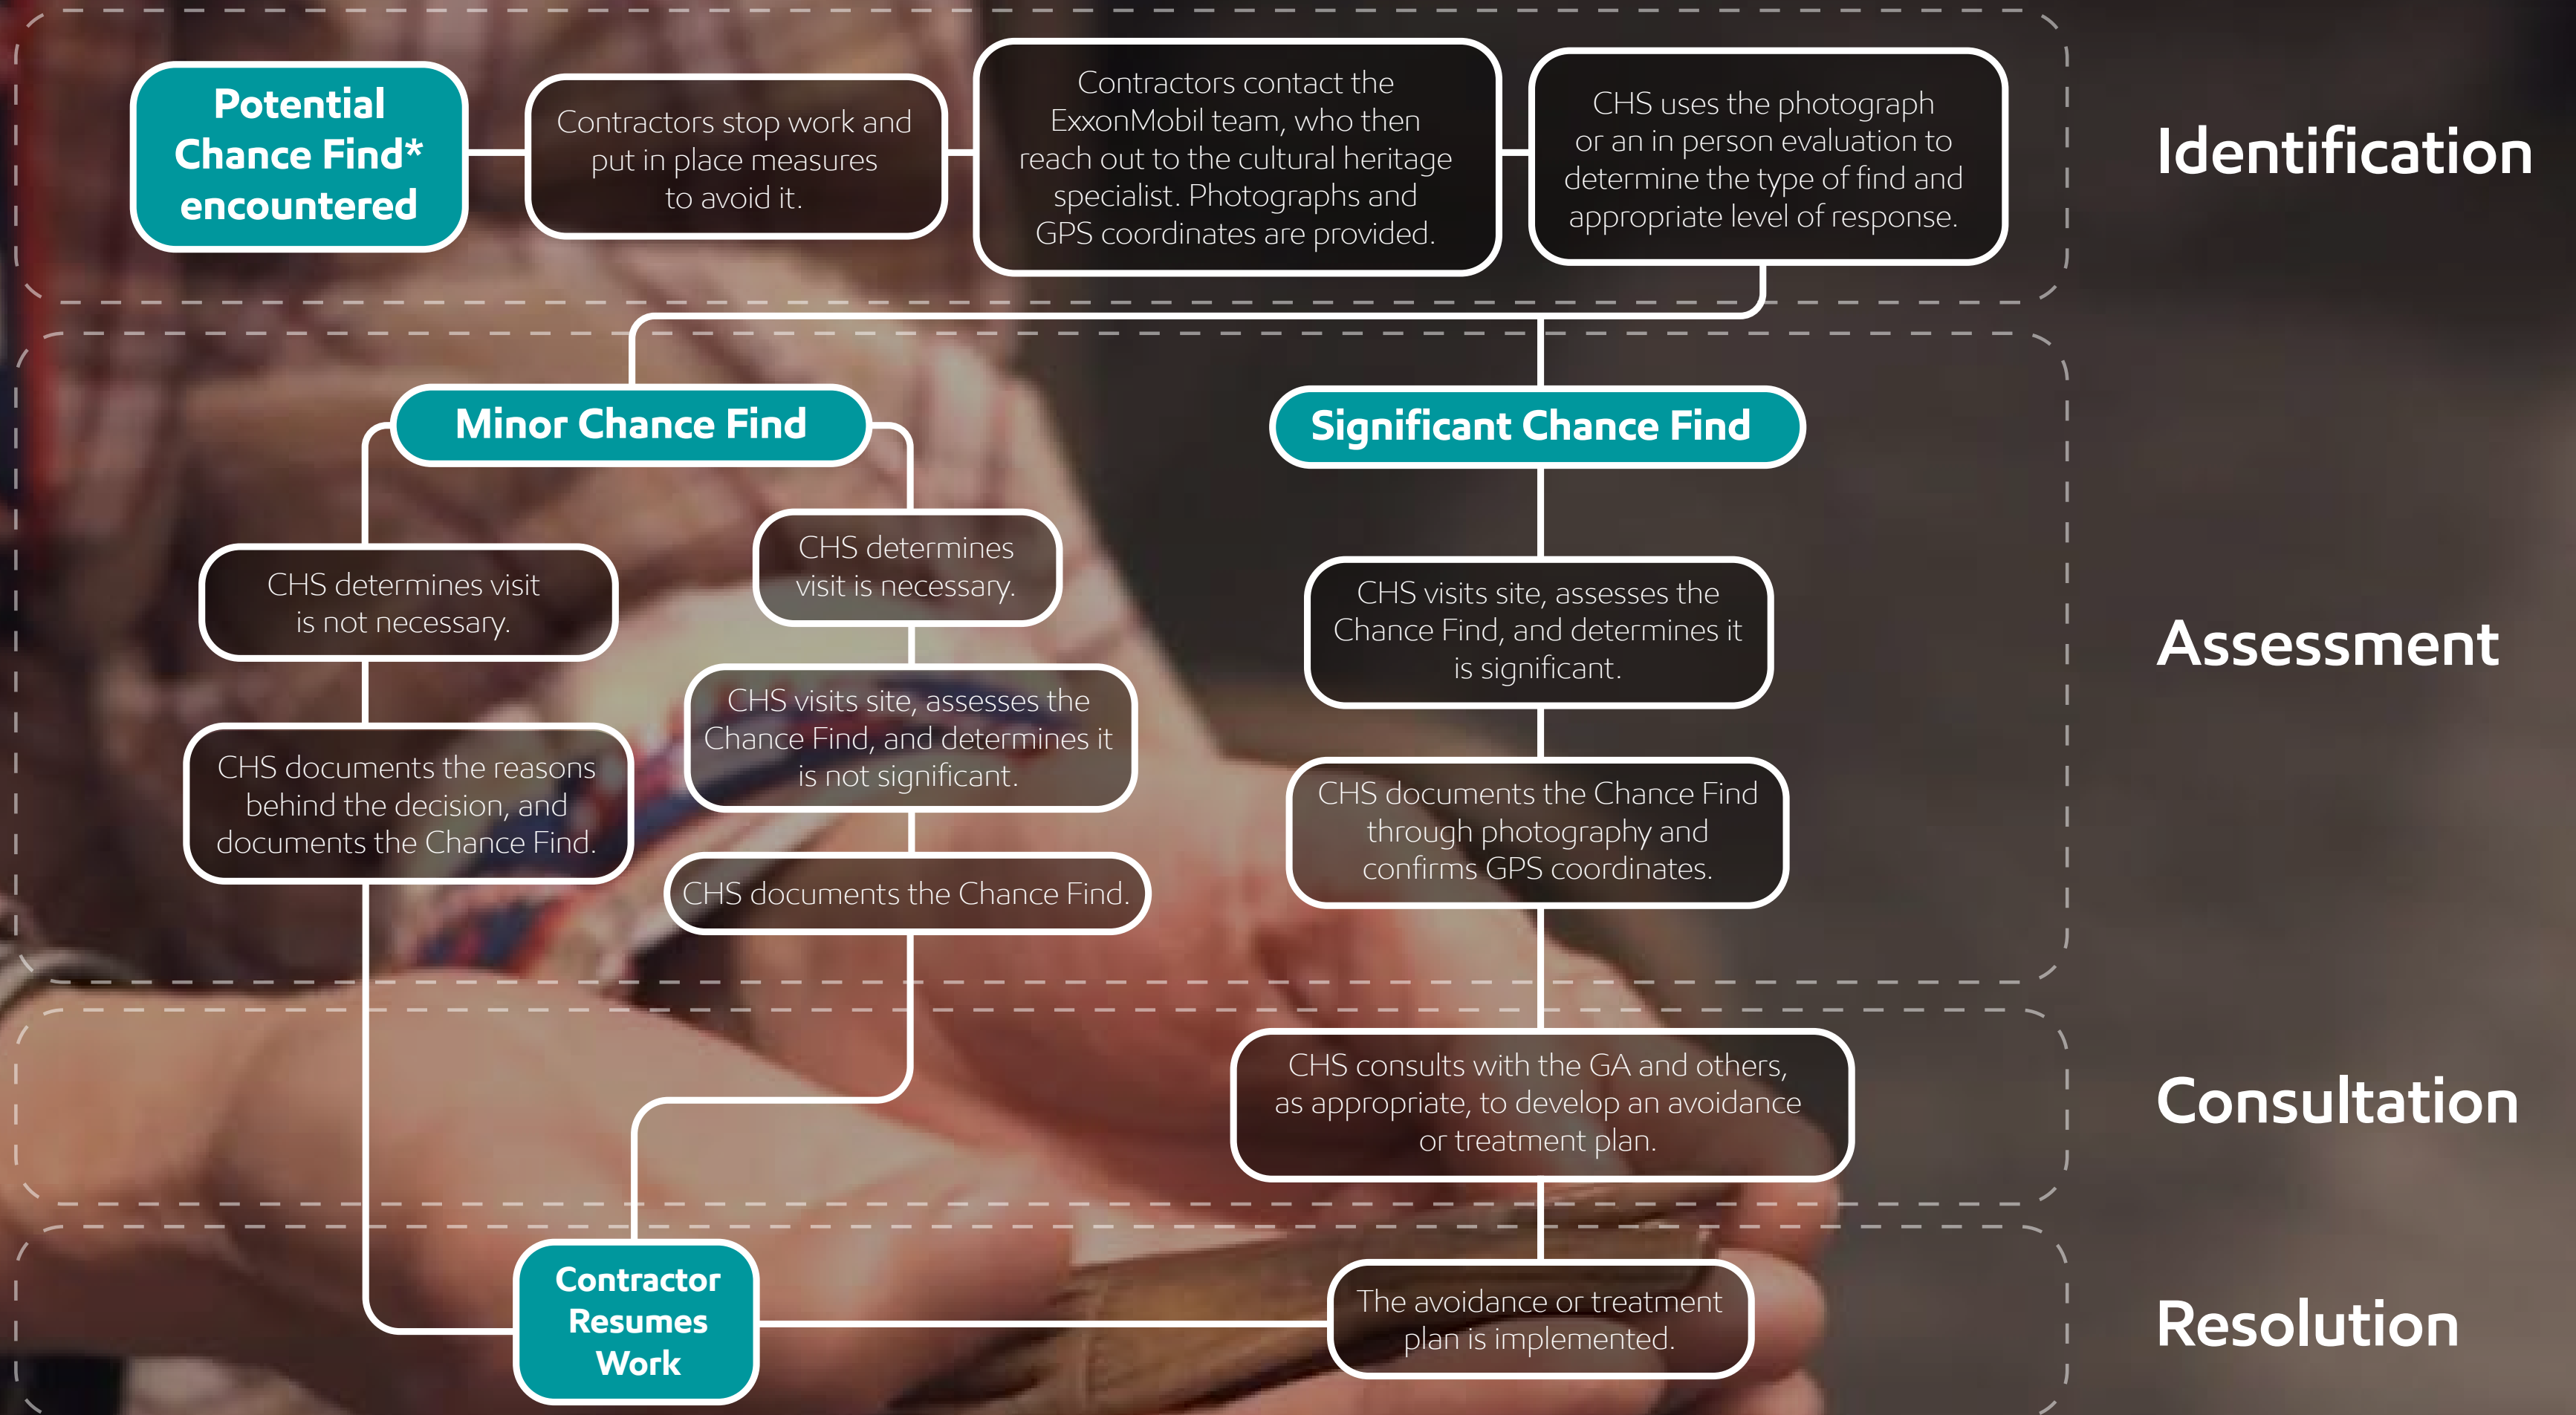 Potential
Chance Find*
encountered
Contractors stop work and
put in place measures
to avoid it.
Contractors contact the
ExxonMobil team, who then
reach out to the cultural heritage
specialist. Photographs and
GPS coordinates are provided.
CHS uses the photograph
or an in person evaluation to
determine the type of find and
appropriate level of response.
Identification
Minor Chance Find
CHS determines visit
is not necessary.
CHS documents the reasons
behind the decision, and
documents the Chance Find.
CHS determines
visit is necessary.
CHS visits site, assesses the
Chance Find, and determines it
is not significant.
CHS documents the Chance Find.
Significant Chance Find
CHS visits site, assesses the
Chance Find, and determines it
is significant.
CHS documents the Chance Find
through photography and
confirms GPS coordinates.
Assessment
CHS consults with the GA and others,
as appropriate, to develop an avoidance
or treatment plan.
Consultation
Contractor
Resumes
Work
The avoidance or treatment
plan is implemented.
Resolution